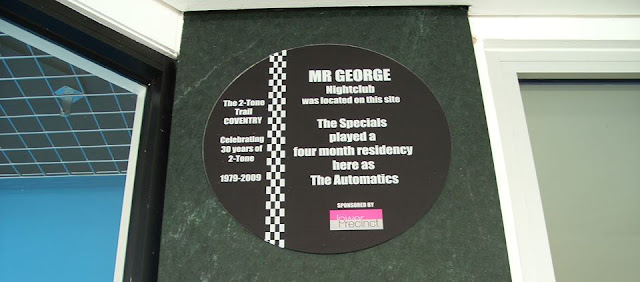 The 2-Tone
Trail
COVENTRY
Celebrating
30 years of
2-Tone
1979-2009
MR GEORGE
Nightclub
was located on this site
The Specials
played a
four month residency
here as
The Automatics
SPONSORED BY
lower
Precinct